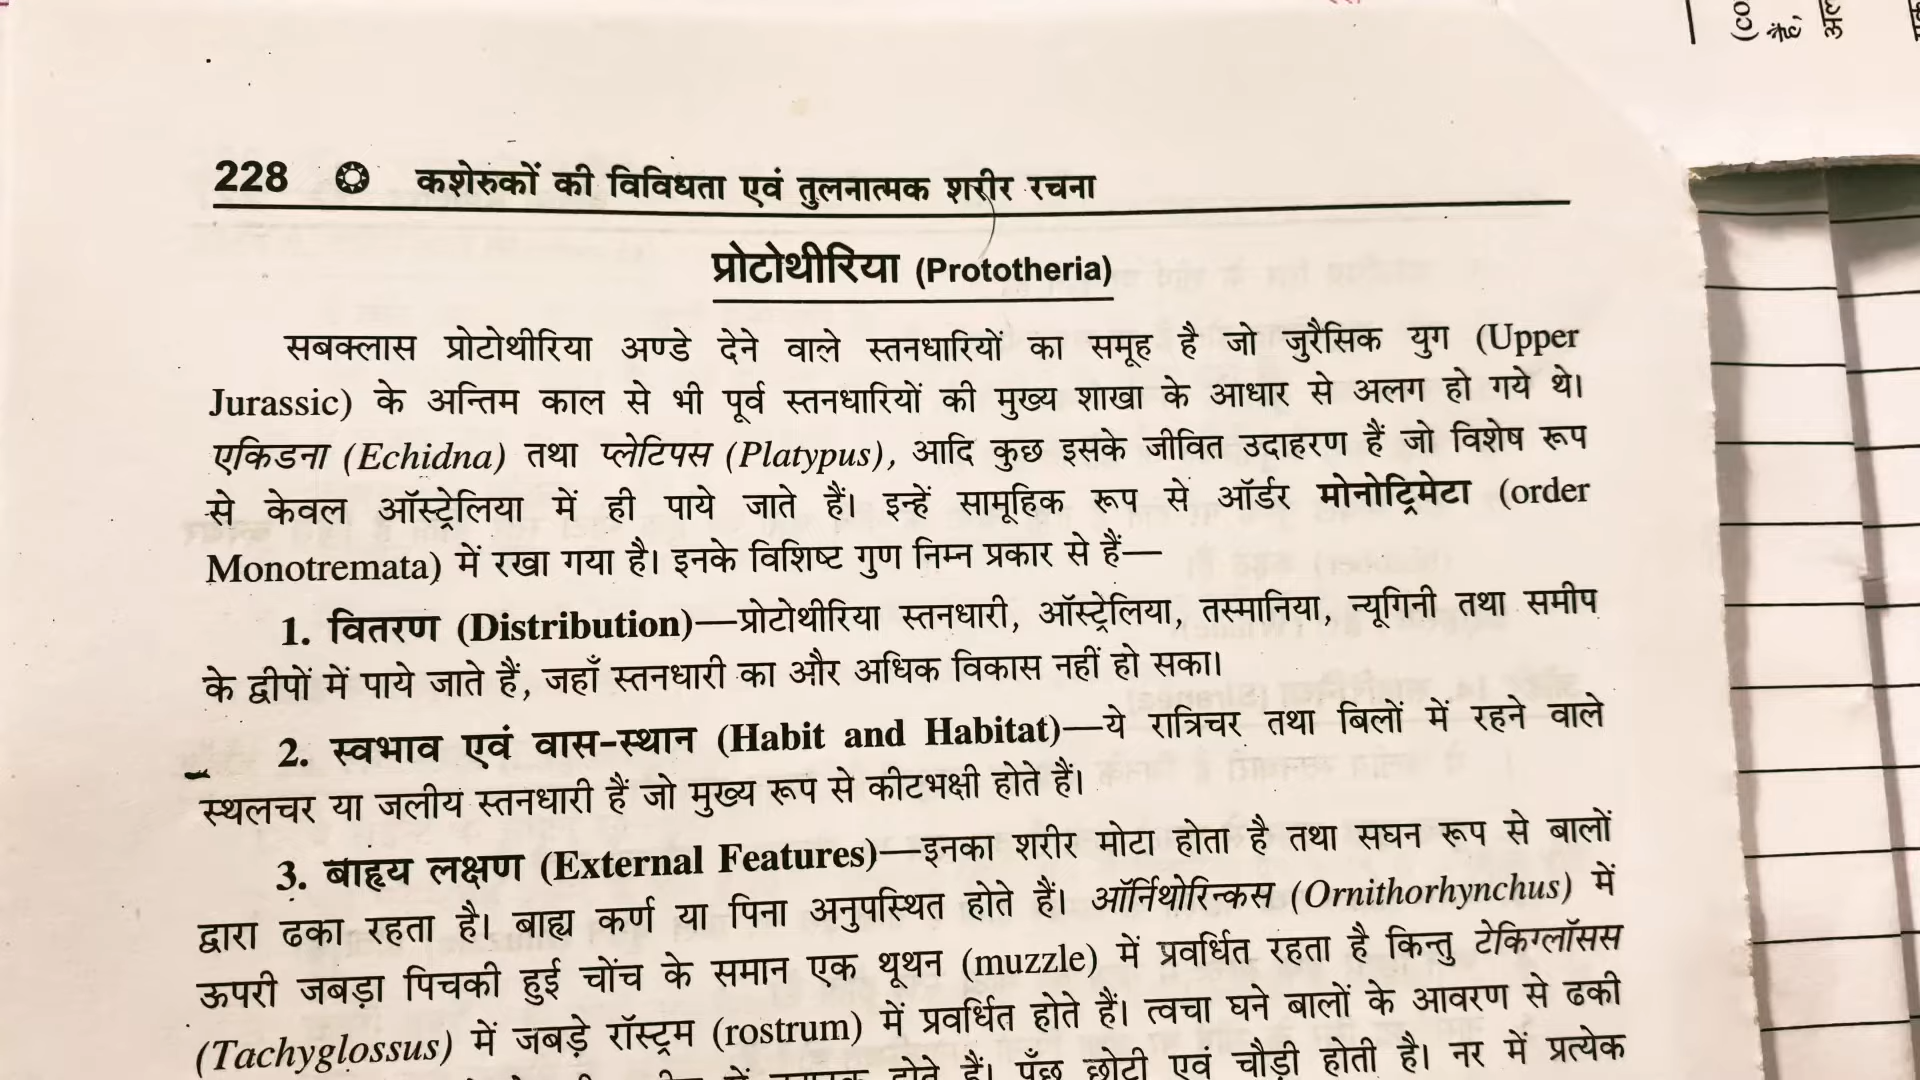 228 कशेरुकों की विविधता एवं तुलनात्मक शरीर रचना
प्रोटोथीरिया (Prototheria)
सबक्लास प्रोटोथीरिया अण्डे देने वाले स्तनधारियों का समूह है जो जुरैसिक युग (Upper
Jurassic) के अन्तिम काल से भी पूर्व स्तनधारियों की मुख्य शाखा के आधार से अलग हो गये थे।
एकिडना (Echidna) तथा प्लेटिपस (Platypus), आदि कुछ इसके जीवित उदाहरण हैं जो विशेष रूप
से केवल ऑस्ट्रेलिया में ही पाये जाते हैं। इन्हें सामूहिक रूप से ऑर्डर मोनोट्रिमेटा (order
Monotremata) में रखा गया है। इनके विशिष्ट गुण निम्न प्रकार से हैं—
1. वितरण (Distribution)—प्रोटोथीरिया स्तनधारी, ऑस्ट्रेलिया, तस्मानिया, न्यूगिनी तथा समीप
के द्वीपों में पाये जाते हैं, जहाँ स्तनधारी का और अधिक विकास नहीं हो सका।
2. स्वभाव एवं वास-स्थान (Habit and Habitat)—ये रात्रिचर तथा बिलों में रहने वाले
स्थलचर या जलीय स्तनधारी हैं जो मुख्य रूप से कीटभक्षी होते हैं।
3. बाहृय लक्षण (External Features)—इनका शरीर मोटा होता है तथा सघन रूप से बालों
द्वारा ढका रहता है। बाह्य कर्ण या पिना अनुपस्थित होते हैं। ऑर्निथोरिन्कस (Ornithorhynchus) में
ऊपरी जबड़ा पिचकी हुई चोंच के समान एक थूथन (muzzle) में प्रवर्धित रहता है किन्तु टेकिग्लॉसस
(Tachyglossus) में जबड़े रॉस्ट्रम (rostrum) में प्रवर्धित होते हैं। त्वचा घने बालों के आवरण से ढकी
होते हैं। पूँछ छोटी एवं चौड़ी होती है। नर में प्रत्येक
(co
है,